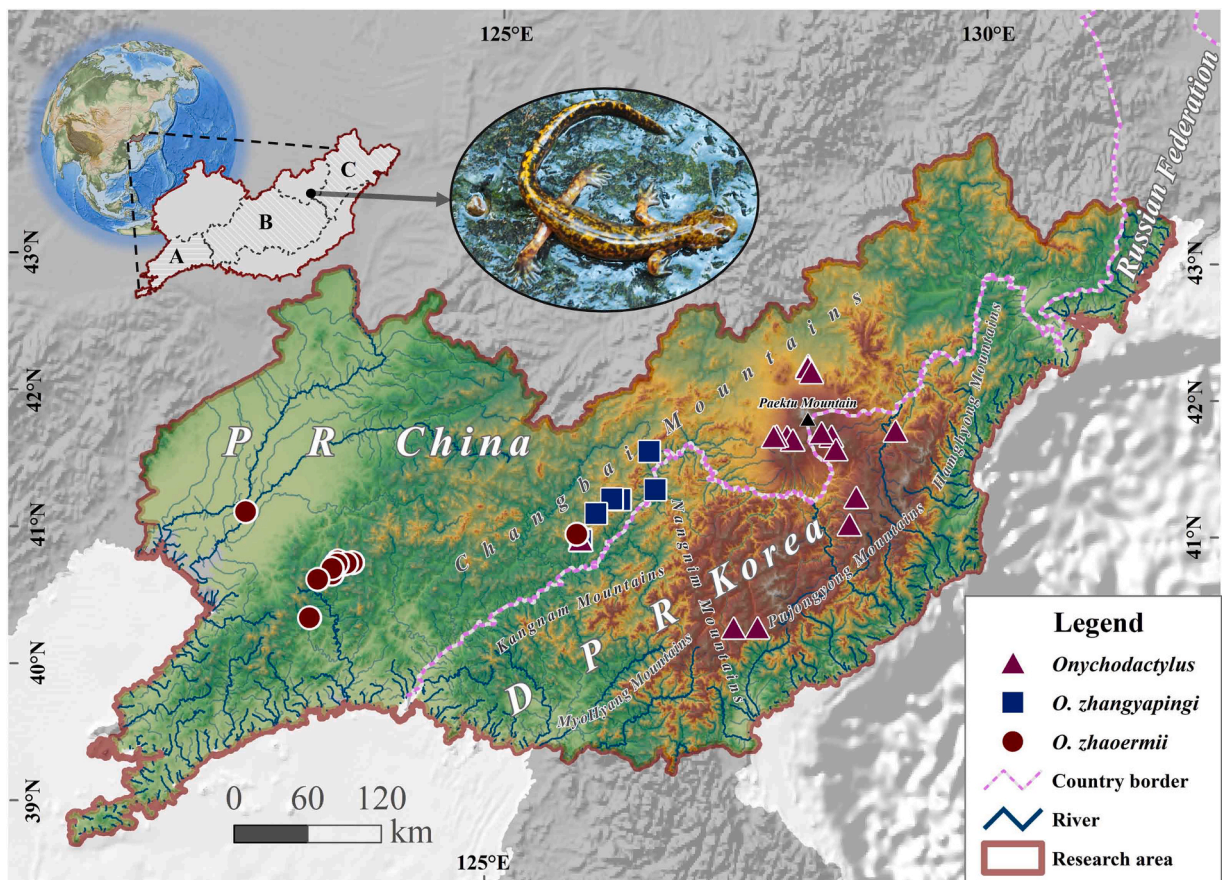 125°E
130°E
43°N
43°N
42°N
42°N
41°N
41°N
40°N
40°N
39°N
125°E
A
B
C
Russian Federation
P R China
D P R Korea
Changbai Mountains
Paektu Mountain
Hamghyong Mountains
Nangnim Mountains
Pujongyong Mountains
Kangnam Mountains
MyoHyang Mountains
0 60 120
km
Legend
Onychodactylus
O. zhangyapingi
O. zhaoermii
Country border
River
Research area